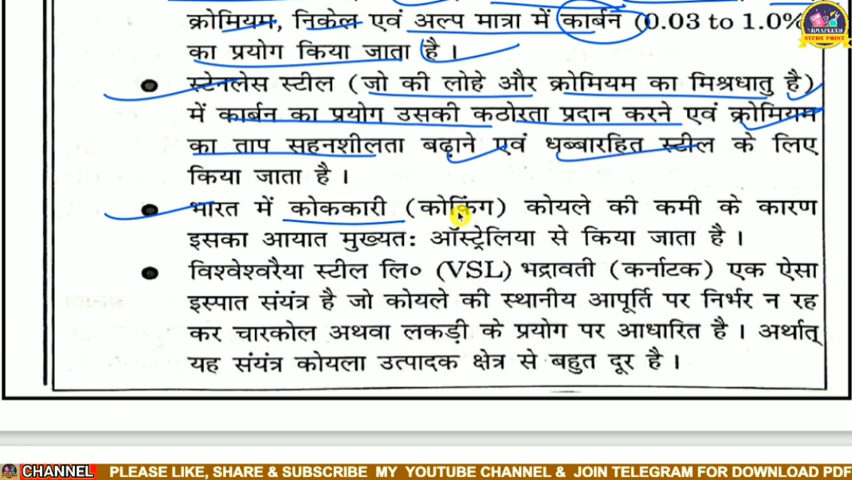 क्रोमियम, निकेल एवं अल्प मात्रा में कार्बन (0.03 to 1.0%
का प्रयोग किया जाता है ।
● स्टेनलेस स्टील (जो की लोहे और क्रोमियम का मिश्रधातु है)
में कार्बन का प्रयोग उसकी कठोरता प्रदान करने एवं क्रोमियम
का ताप सहनशीलता बढ़ाने एवं धब्बारहित स्टील के लिए
किया जाता है ।
● भारत में कोककारी (कोकिंग) कोयले की कमी के कारण
इसका आयात मुख्यतः ऑस्ट्रेलिया से किया जाता है ।
● विश्वेश्वरैया स्टील लि० (VSL) भद्रावती (कर्नाटक) एक ऐसा
इस्पात संयंत्र है जो कोयले की स्थानीय आपूर्ति पर निर्भर न रह
कर चारकोल अथवा लकड़ी के प्रयोग पर आधारित है । अर्थात्
यह संयंत्र कोयला उत्पादक क्षेत्र से बहुत दूर है ।
CHANNEL PLEASE LIKE, SHARE & SUBSCRIBE MY YOUTUBE CHANNEL & JOIN TELEGRAM FOR DOWNLOAD PDF